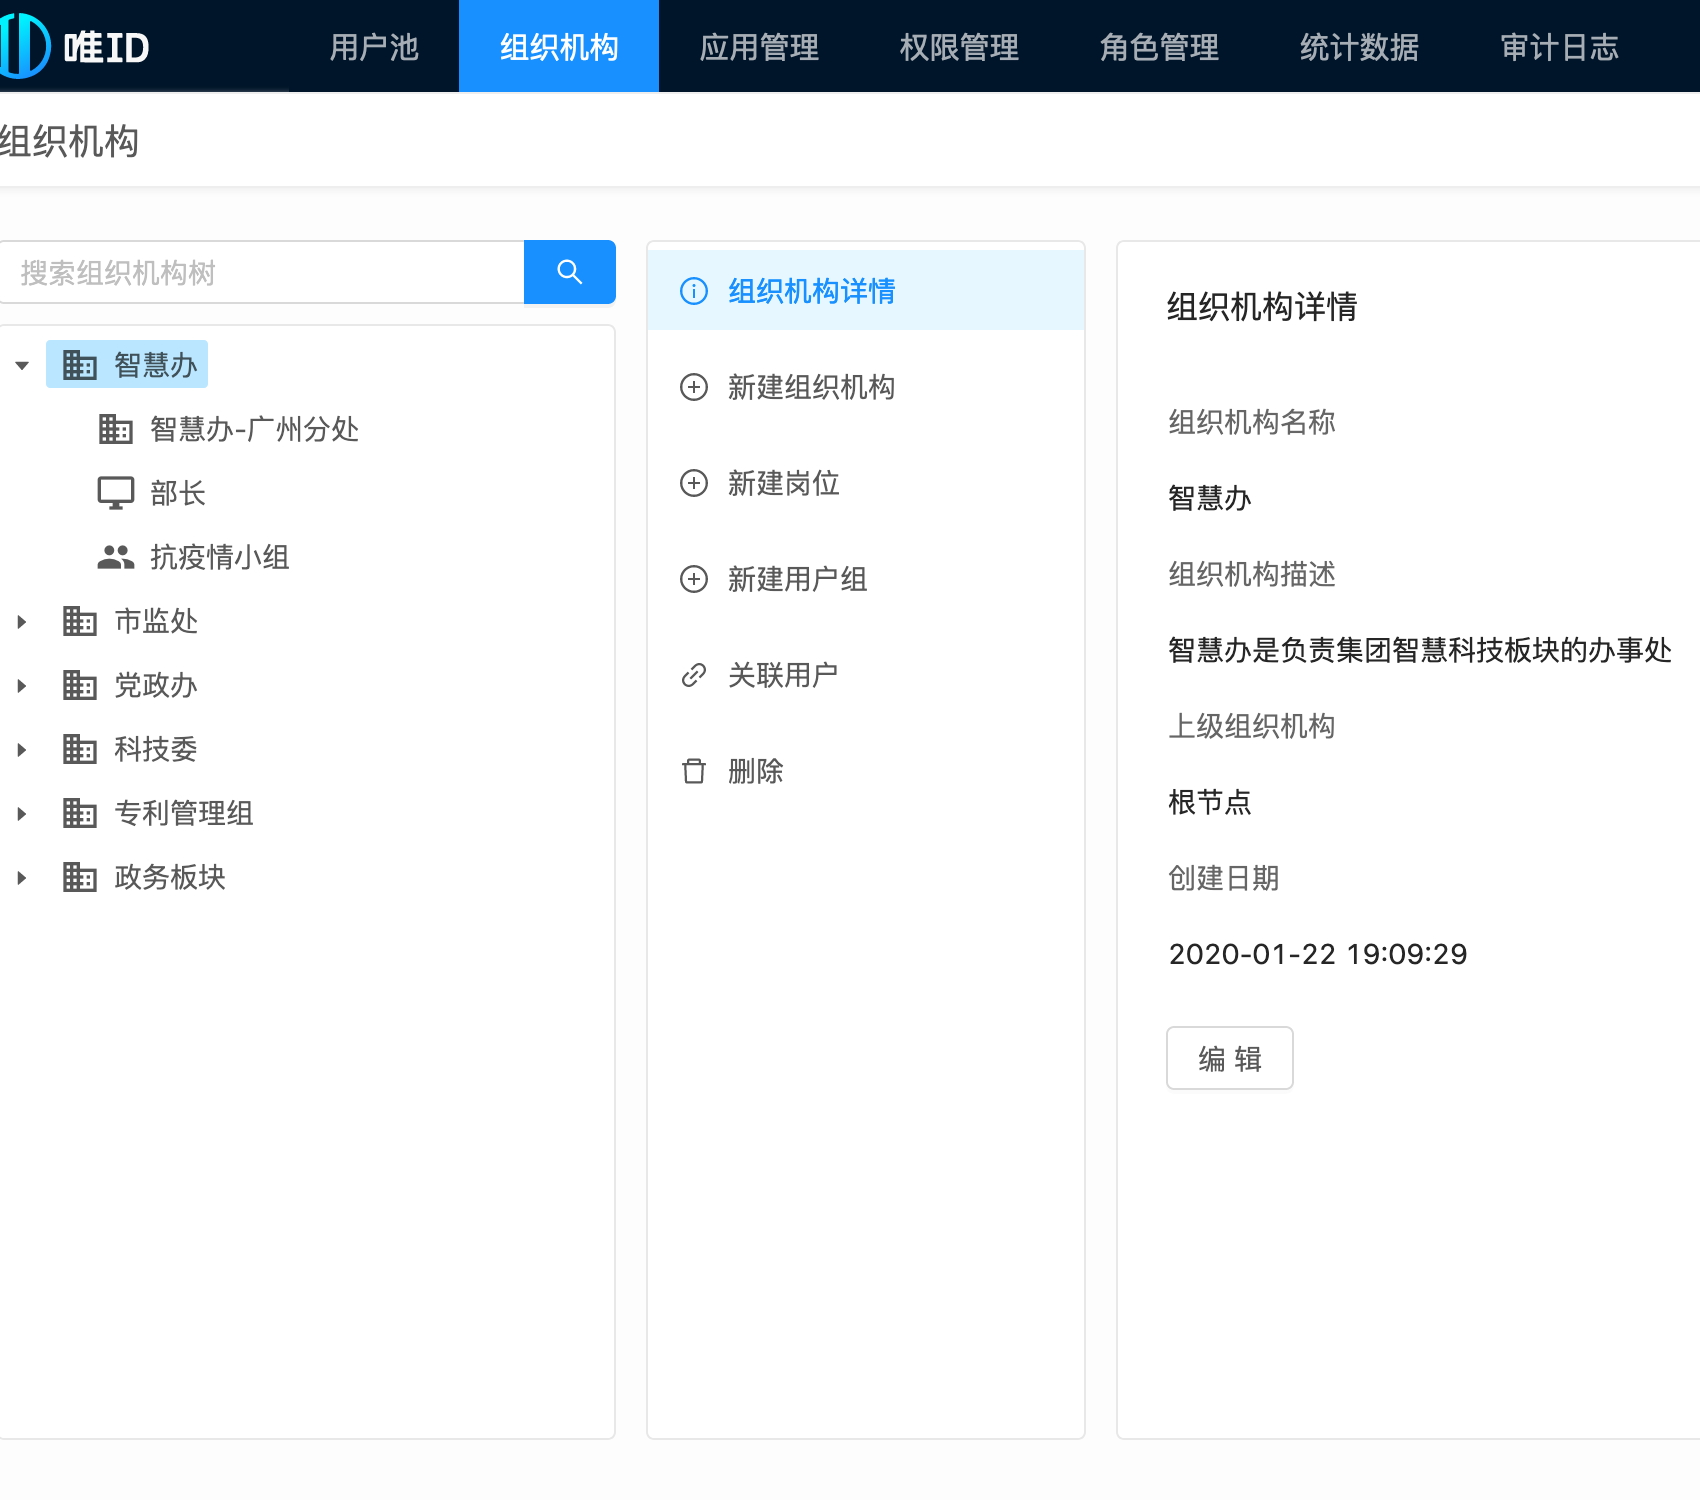 唯ID
用户池
组织机构
应用管理
权限管理
角色管理
统计数据
审计日志
组织机构
搜索组织机构树
智慧办
智慧办-广州分处
部长
抗疫情小组
市监处
党政办
科技委
专利管理组
政务板块
组织机构详情
新建组织机构
新建岗位
新建用户组
关联用户
删除
组织机构详情
组织机构名称
智慧办
组织机构描述
智慧办是负责集团智慧科技板块的办事处
上级组织机构
根节点
创建日期
2020-01-22 19:09:29
编 辑